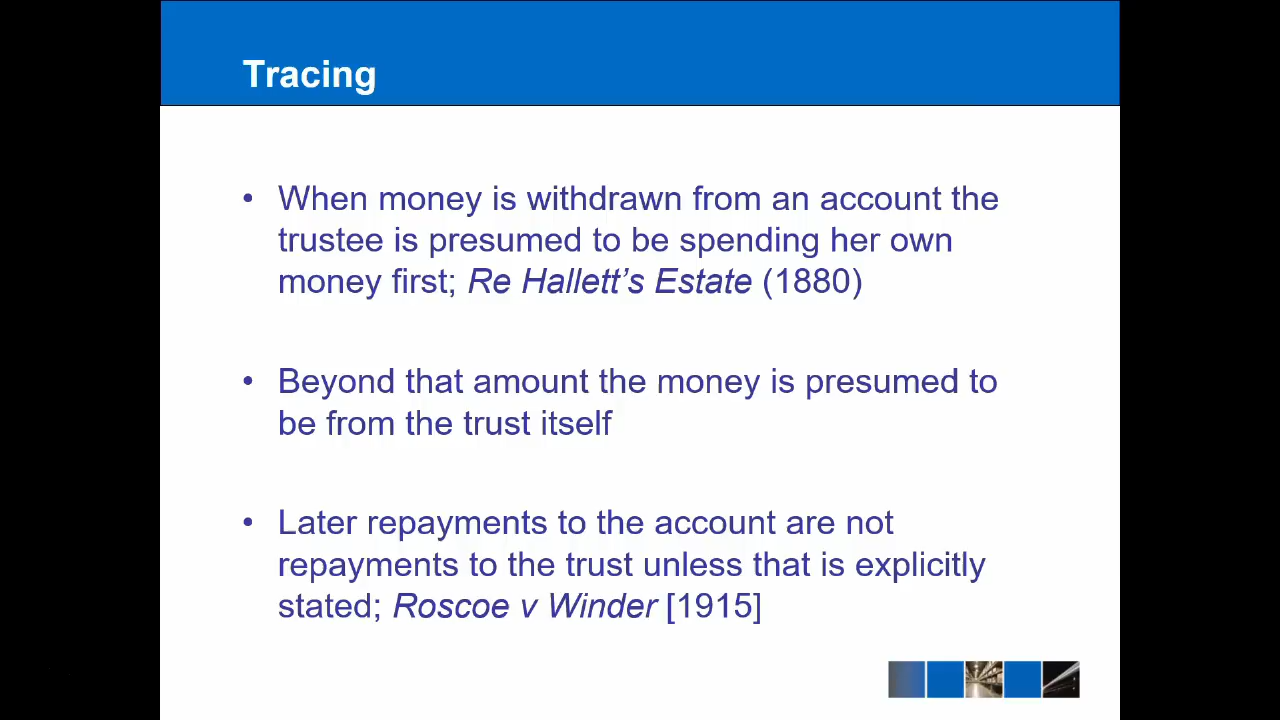 Tracing
• When money is withdrawn from an account the
trustee is presumed to be spending her own
money first; Re Hallett’s Estate (1880)
• Beyond that amount the money is presumed to
be from the trust itself
• Later repayments to the account are not
repayments to the trust unless that is explicitly
stated; Roscoe v Winder [1915]